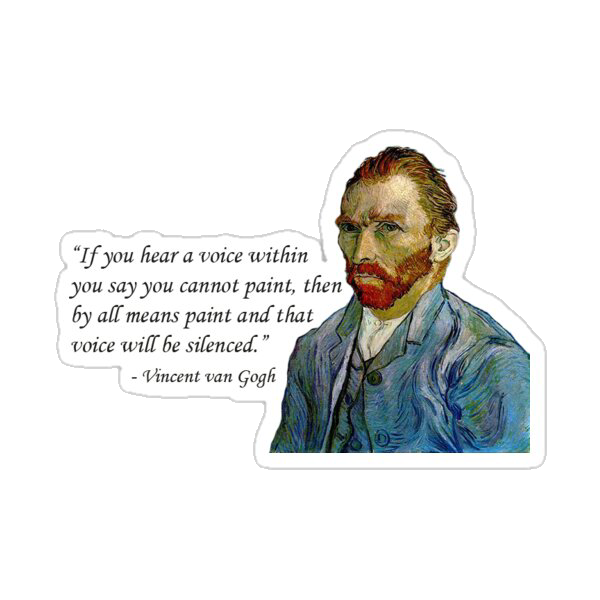 “If you hear a voice within
you say you cannot paint, then
by all means paint and that
voice will be silenced.”
- Vincent van Gogh